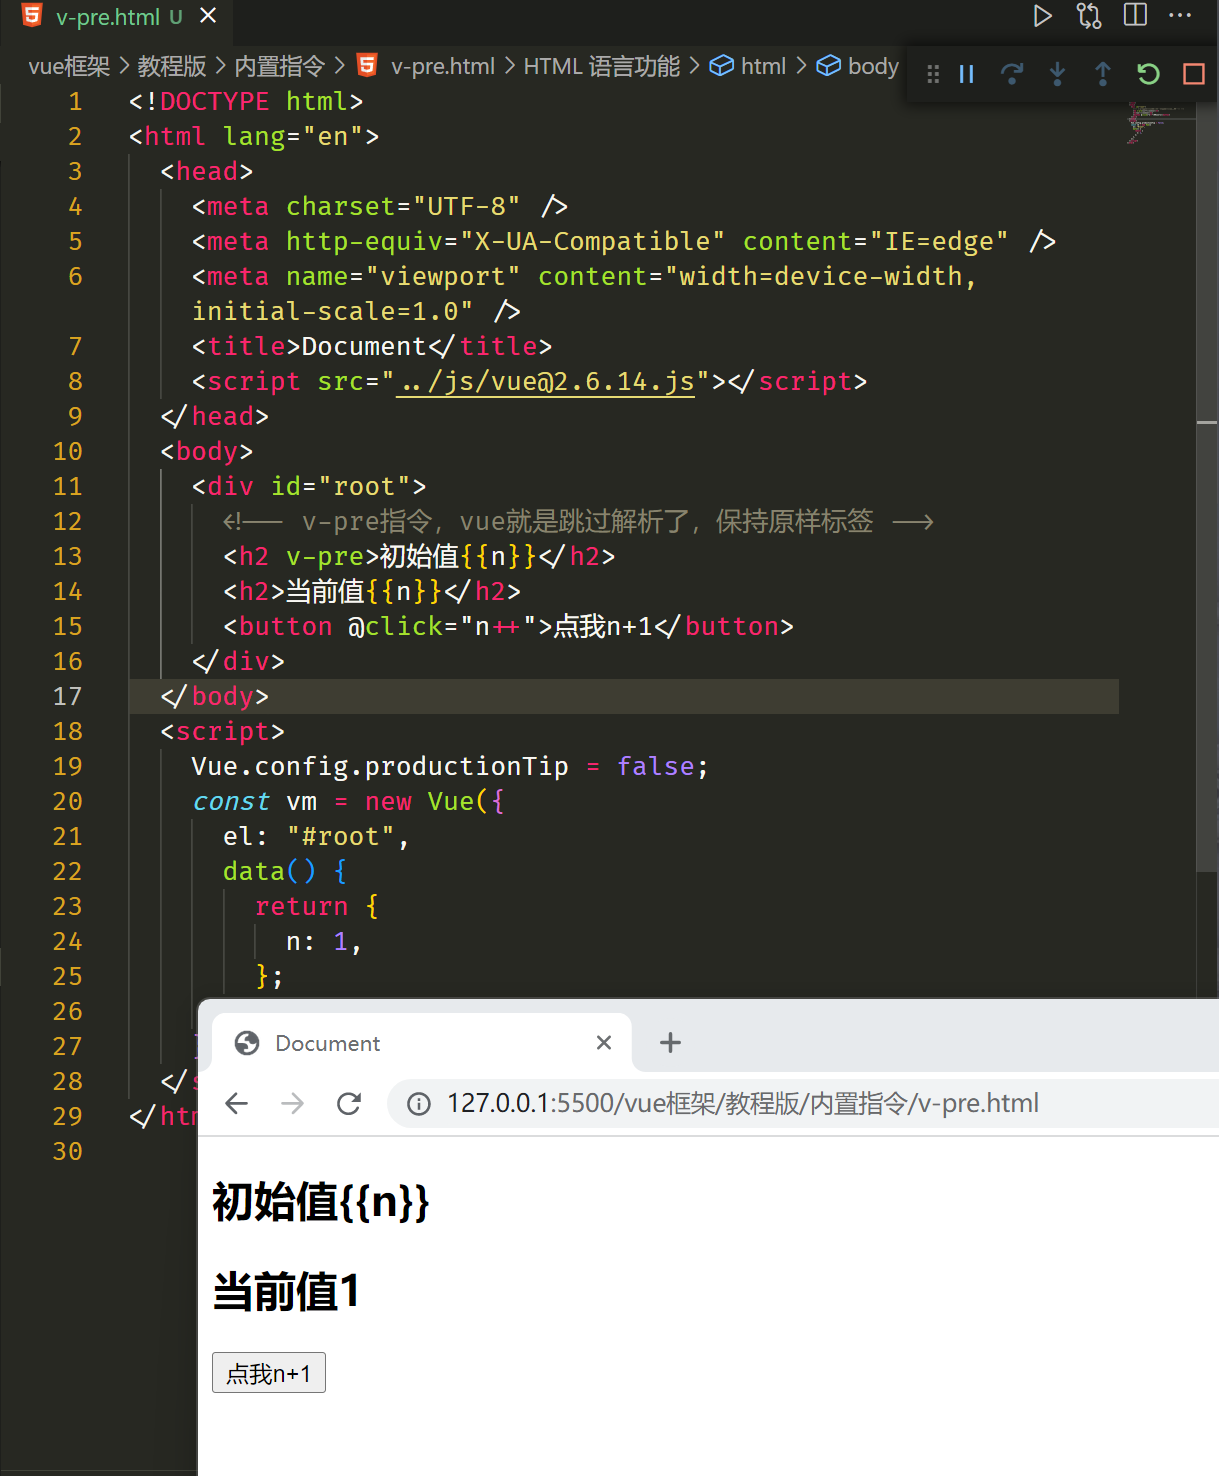 v-pre.html U
vue框架 > 教程版 > 内置指令 > v-pre.html > HTML 语言功能 > html > body
1 <!DOCTYPE html>
2 <html lang="en">
3 <head>
4 <meta charset="UTF-8" />
5 <meta http-equiv="X-UA-Compatible" content="IE=edge" />
6 <meta name="viewport" content="width=device-width,
initial-scale=1.0" />
7 <title>Document</title>
8 <script src="../js/vue@2.6.14.js"></script>
9 </head>
10 <body>
11 <div id="root">
12 <!-- v-pre指令，vue就是跳过解析了，保持原样标签 -->
13 <h2 v-pre>初始值{{n}}</h2>
14 <h2>当前值{{n}}</h2>
15 <button @click="n++">点我n+1</button>
16 </div>
17 </body>
18 <script>
19 Vue.config.productionTip = false;
20 const vm = new Vue({
21 el: "#root",
22 data() {
23 return {
24 n: 1,
25 };
26
27
28 </s
29 </htm
30
Document
127.0.0.1:5500/vue框架/教程版/内置指令/v-pre.html
初始值{{n}}
当前值1
点我n+1